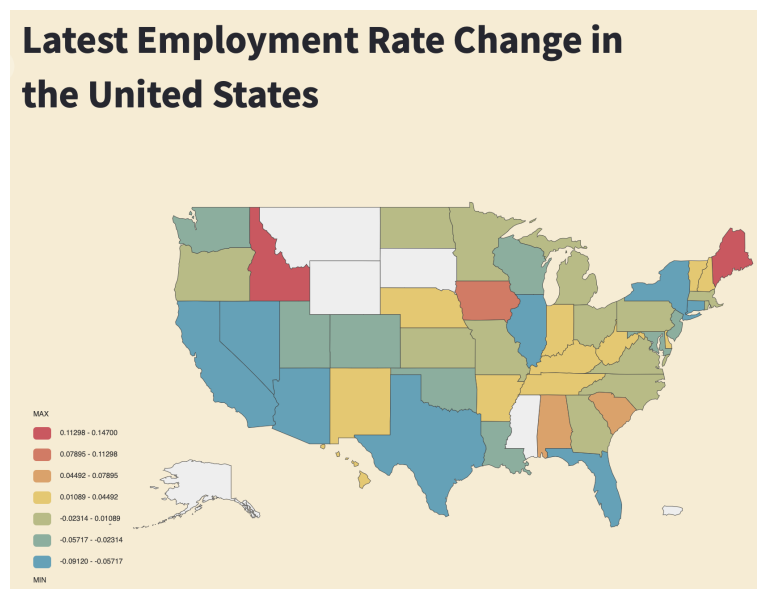 Latest Employment Rate Change in
the United States
MAX
0.11298 - 0.14700
0.07895 - 0.11298
0.04492 - 0.07895
0.01089 - 0.04492
-0.02314 - 0.01089
-0.05717 - -0.02314
-0.09120 - -0.05717
MIN